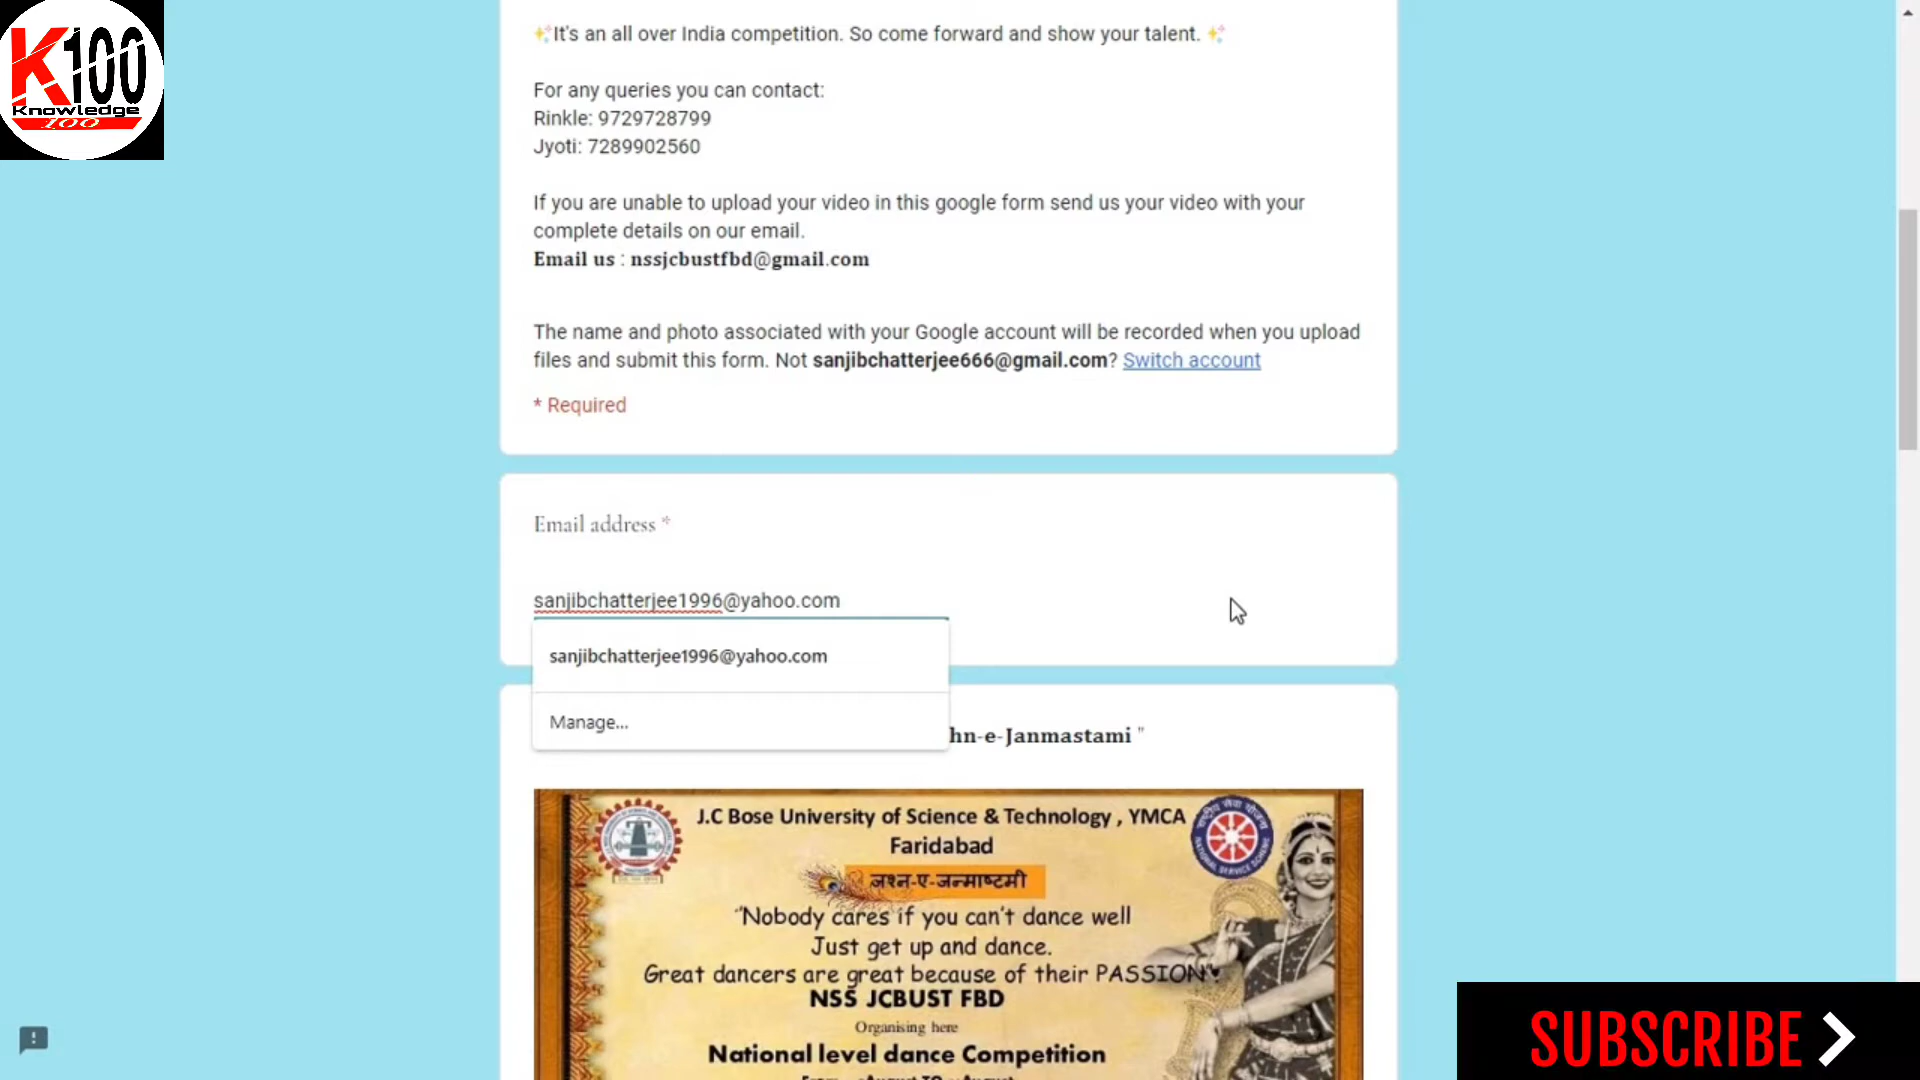 K100
Knowledge
100
✨It's an all over India competition. So come forward and show your talent. ✨
For any queries you can contact:
Rinkle: 9729728799
Jyoti: 7289902560
If you are unable to upload your video in this google form send us your video with your
complete details on our email.
Email us : nssjcbustfbd@gmail.com
The name and photo associated with your Google account will be recorded when you upload
files and submit this form. Not sanjibchatterjee666@gmail.com? Switch account
* Required
Email address *
sanjibchatterjee1996@yahoo.com
sanjibchatterjee1996@yahoo.com
Manage...
hn-e-Janmastami "
J.C Bose University of Science & Technology , YMCA
Faridabad
जश्न-ए-जन्माष्टमी
"Nobody cares if you can't dance well
Just get up and dance.
Great dancers are great because of their PASSION".
NSS JCBUST FBD
Organising here
National level dance Competition
SUBSCRIBE